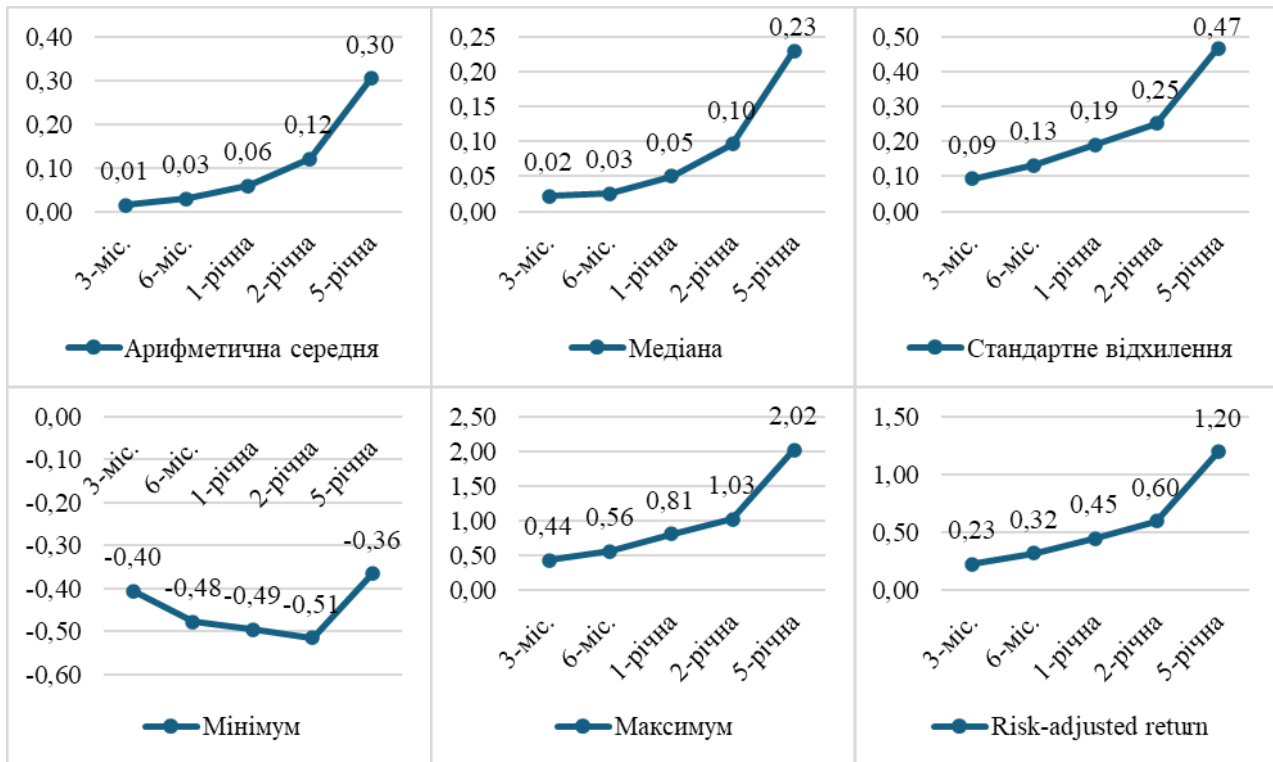 0,40
0,30
0,20
0,10
0,00
0,01
0,03
0,06
0,12
0,30
3-міс.
6-міс.
1-річна
2-річна
5-річна
Арифметична середня
0,25
0,20
0,15
0,10
0,05
0,00
0,02
0,03
0,05
0,10
0,23
3-міс.
6-міс.
1-річна
2-річна
5-річна
Медіана
0,50
0,40
0,30
0,20
0,10
0,00
0,09
0,13
0,19
0,25
0,47
3-міс.
6-міс.
1-річна
2-річна
5-річна
Стандартне відхилення
0,00
-0,10
-0,20
-0,30
-0,40
-0,50
-0,60
3-міс.
6-міс.
1-річна
2-річна
5-річна
-0,40
-0,48
-0,49
-0,51
-0,36
Мінімум
2,50
2,00
1,50
1,00
0,50
0,00
0,44
0,56
0,81
1,03
2,02
3-міс.
6-міс.
1-річна
2-річна
5-річна
Максимум
1,50
1,00
0,50
0,00
0,23
0,32
0,45
0,60
1,20
3-міс.
6-міс.
1-річна
2-річна
5-річна
Risk-adjusted return